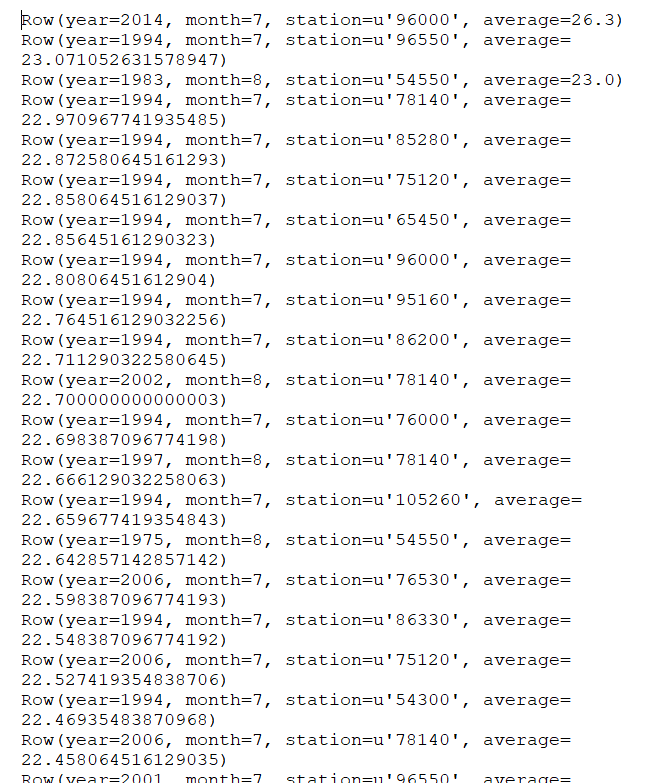 Row(year=2014, month=7, station=u'96000', average=26.3)
Row(year=1994, month=7, station=u'96550', average=
23.071052631578947)
Row(year=1983, month=8, station=u'54550', average=23.0)
Row(year=1994, month=7, station=u'78140', average=
22.970967741935485)
Row(year=1994, month=7, station=u'85280', average=
22.872580645161293)
Row(year=1994, month=7, station=u'75120', average=
22.858064516129037)
Row(year=1994, month=7, station=u'65450', average=
22.85645161290323)
Row(year=1994, month=7, station=u'96000', average=
22.80806451612904)
Row(year=1994, month=7, station=u'95160', average=
22.764516129032256)
Row(year=1994, month=7, station=u'86200', average=
22.711290322580645)
Row(year=2002, month=8, station=u'78140', average=
22.700000000000003)
Row(year=1994, month=7, station=u'76000', average=
22.698387096774198)
Row(year=1997, month=8, station=u'78140', average=
22.666129032258063)
Row(year=1994, month=7, station=u'105260', average=
22.659677419354843)
Row(year=1975, month=8, station=u'54550', average=
22.642857142857142)
Row(year=2006, month=7, station=u'76530', average=
22.598387096774193)
Row(year=1994, month=7, station=u'86330', average=
22.548387096774192)
Row(year=2006, month=7, station=u'75120', average=
22.527419354838706)
Row(year=1994, month=7, station=u'54300', average=
22.46935483870968)
Row(year=2006, month=7, station=u'78140', average=
22.458064516129035)
Row(year=2001, month=7, station=u'96550', average=